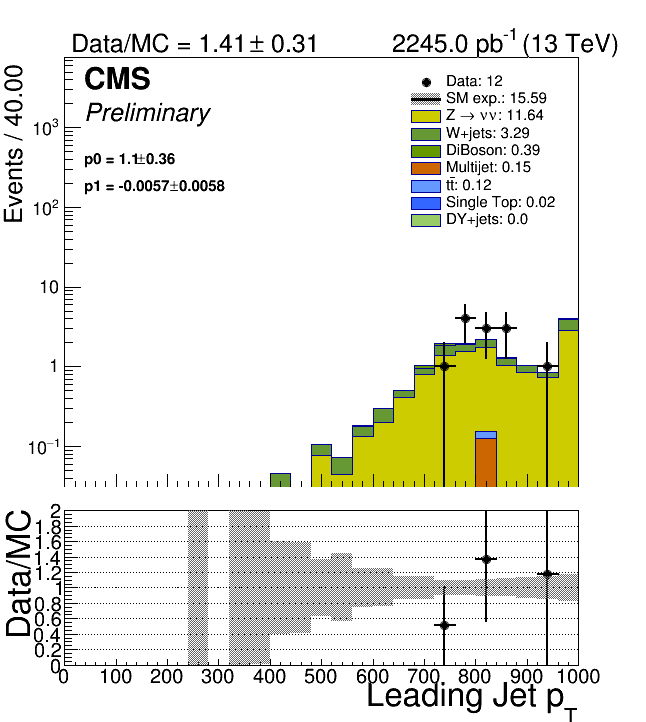 Data/MC = 1.41 ± 0.31
2245.0 pb⁻¹ (13 TeV)
CMS
Preliminary
p0 = 1.1±0.36
p1 = -0.0057±0.0058
Data: 12
SM exp.: 15.59
Z → νν: 11.64
W+jets: 3.29
DiBoson: 0.39
Multijet: 0.15
tt̄: 0.12
Single Top: 0.02
DY+jets: 0.0
Events / 40.00
10³
10²
10
1
10⁻¹
Data/MC
2
1.8
1.6
1.4
1.2
1
0.8
0.6
0.4
0.2
0
0 100 200 300 400 500 600 700 800 900 1000
Leading Jet p_T